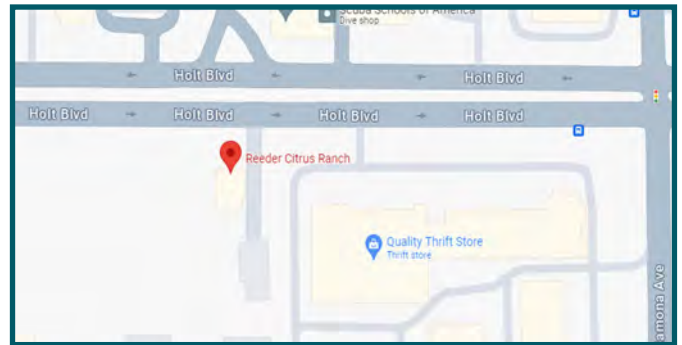 Scuba Schools of America
Dive shop
Holt Blvd
Holt Blvd
Holt Blvd
Holt Blvd
Holt Blvd
Holt Blvd
Reeder Citrus Ranch
Quality Thrift Store
Thrift store
amona Ave